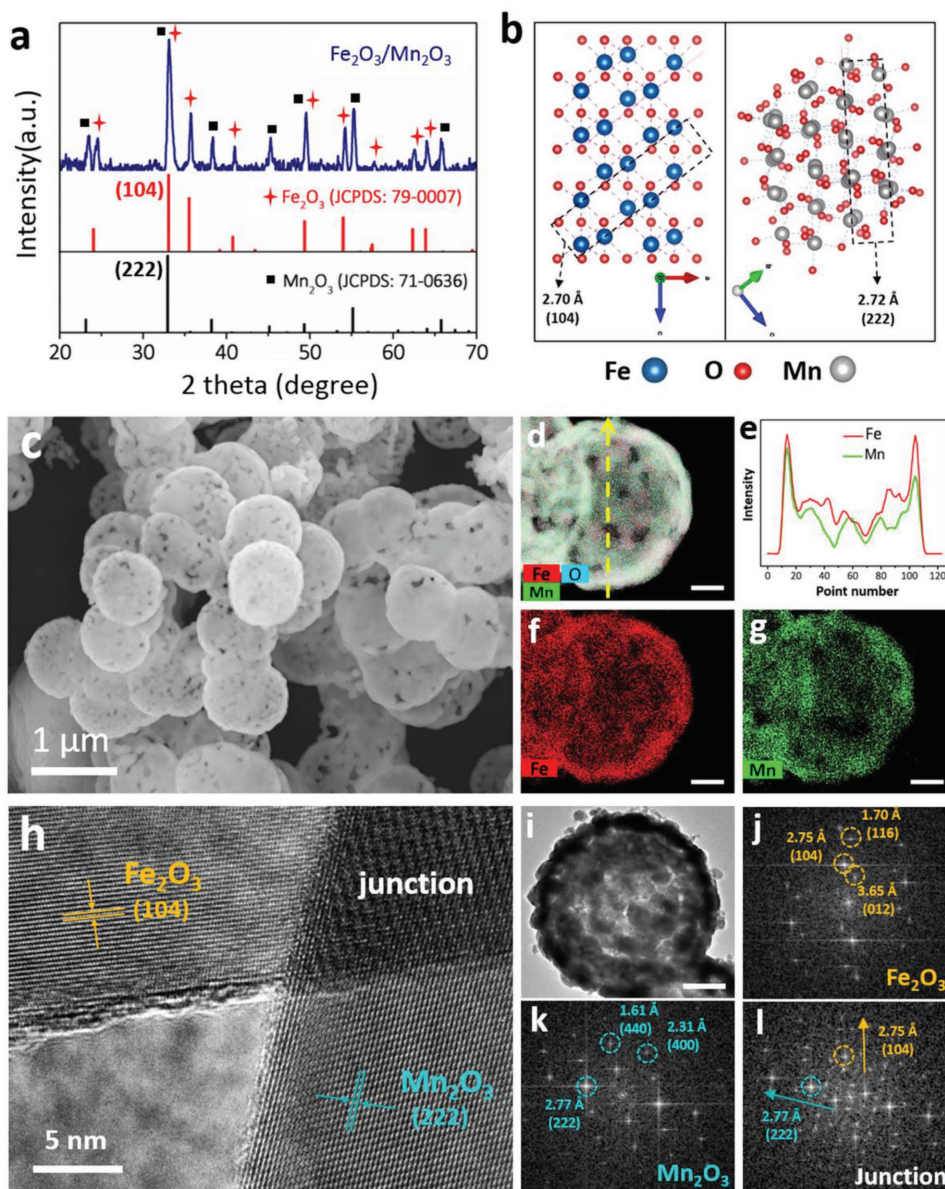 a
Fe2O3/Mn2O3
Intensity(a.u.)
(104)
Fe2O3 (JCPDS: 79-0007)
(222)
Mn2O3 (JCPDS: 71-0636)
20 30 40 50 60 70
2 theta (degree)
b
2.70 Å
(104)
2.72 Å
(222)
Fe O Mn
c
1 μm
d
Fe O
Mn
e
Fe
Mn
Intensity
0 20 40 60 80 100 120
Point number
f
Fe
g
Mn
h
Fe2O3
(104)
junction
Mn2O3
(222)
5 nm
i
j
1.70 Å
(116)
2.75 Å
(104)
3.65 Å
(012)
Fe2O3
k
1.61 Å
(440)
2.31 Å
(400)
2.77 Å
(222)
Mn2O3
l
2.75 Å
(104)
2.77 Å
(222)
Junction